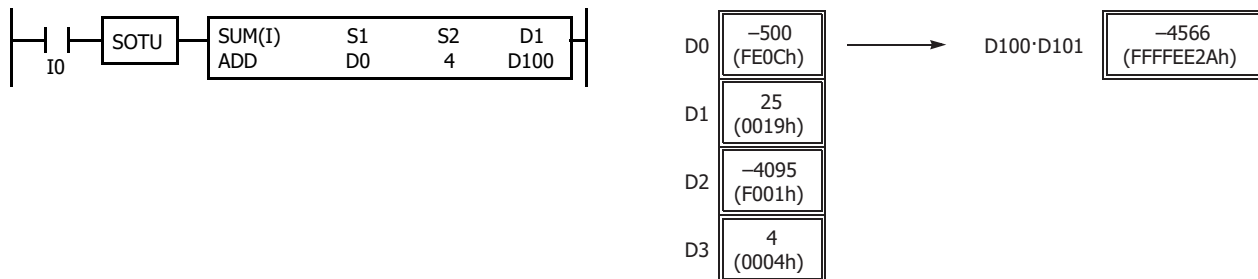 I0
SOTU
SUM(I) S1 S2 D1
ADD D0 4 D100
D0 –500
(FE0Ch)
D100·D101 –4566
(FFFFEE2Ah)
D1 25
(0019h)
D2 –4095
(F001h)
D3 4
(0004h)